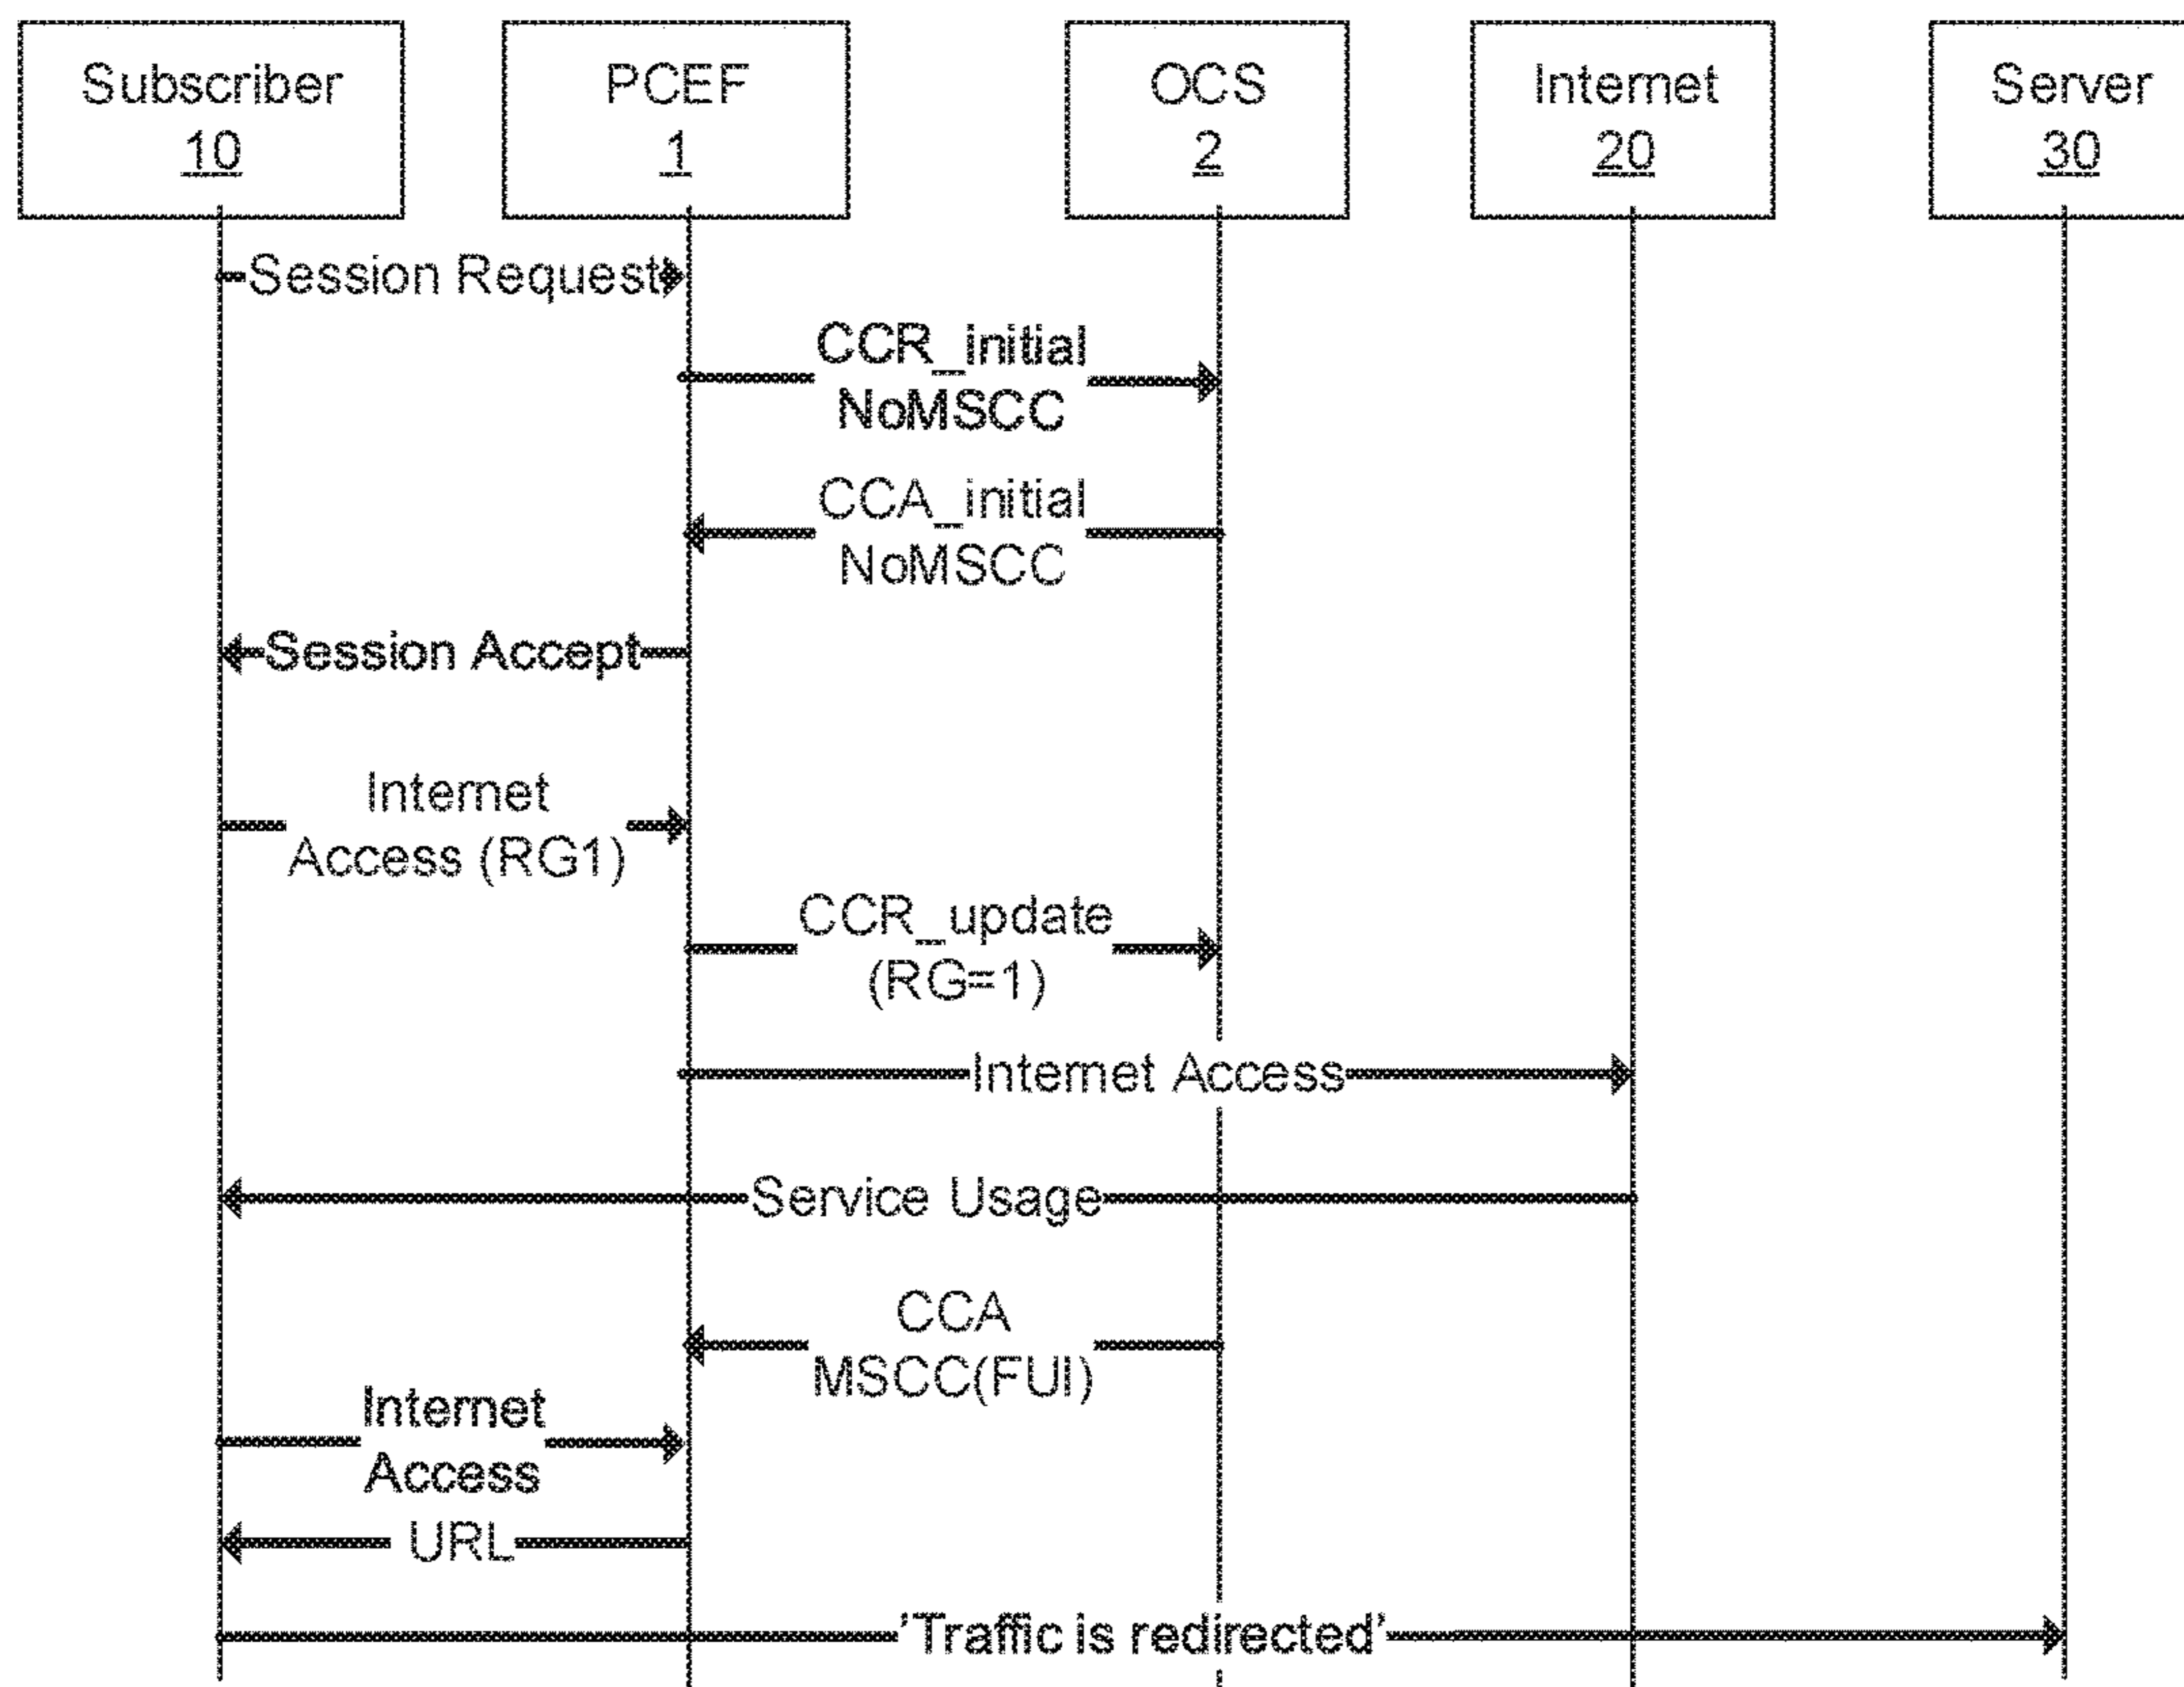 Subscriber
10
PCEF
1
OCS
2
Internet
20
Server
30
Session Request
CCR_initial
NoMSCC
CCA_initial
NoMSCC
Session Accept
Internet
Access (RG1)
CCR_update
(RG=1)
Internet Access
Service Usage
CCA
MSCC(FUI)
Internet
Access
URL
'Traffic is redirected'